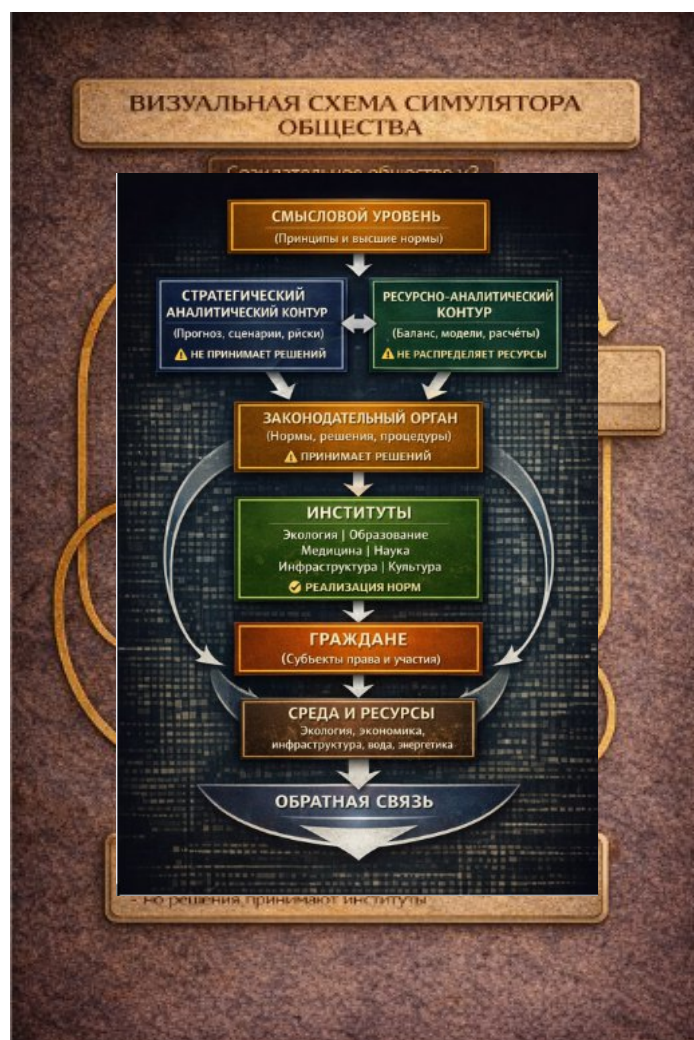 ВИЗУАЛЬНАЯ СХЕМА СИМУЛЯТОРА
ОБЩЕСТВА
Созидательное общество v2
СМЫСЛОВОЙ УРОВЕНЬ
(Принципы и высшие нормы)
СТРАТЕГИЧЕСКИЙ
АНАЛИТИЧЕСКИЙ КОНТУР
(Прогноз, сценарии, риски)
НЕ ПРИНИМАЕТ РЕШЕНИЙ
РЕСУРСНО-АНАЛИТИЧЕСКИЙ
КОНТУР
(Баланс, модели, расчёты)
НЕ РАСПРЕДЕЛЯЕТ РЕСУРСЫ
ЗАКОНОДАТЕЛЬНЫЙ ОРГАН
(Нормы, решения, процедуры)
ПРИНИМАЕТ РЕШЕНИЙ
ИНСТИТУТЫ
Экология | Образование
Медицина | Наука
Инфраструктура | Культура
РЕАЛИЗАЦИЯ НОРМ
ГРАЖДАНЕ
(Субъекты права и участия)
СРЕДА И РЕСУРСЫ
Экология, экономика,
инфраструктура, вода, энергетика
ОБРАТНАЯ СВЯЗЬ
- но решения принимают институты